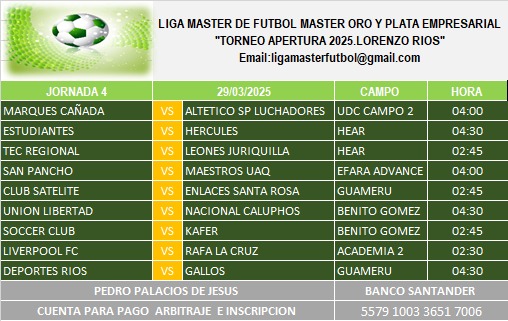 LIGA MASTER DE FUTBOL MASTER ORO Y PLATA EMPRESARIAL
"TORNEO APERTURA 2025.LORENZO RIOS"
Email:ligamasterfutbol@gmail.com
JORNADA 4 29/03/2025 CAMPO HORA
MARQUES CAÑADA VS ALTETICO SP LUCHADORES UDC CAMPO 2 04:00
ESTUDIANTES VS HERCULES HEAR 04:30
TEC REGIONAL VS LEONES JURIQUILLA HEAR 02:45
SAN PANCHO VS MAESTROS UAQ EFARA ADVANCE 04:00
CLUB SATELITE VS ENLACES SANTA ROSA GUAMERU 02:45
UNION LIBERTAD VS NACIONAL CALUPHOS BENITO GOMEZ 04:30
SOCCER CLUB VS KAFER BENITO GOMEZ 02:45
LIVERPOOL FC VS RAFA LA CRUZ ACADEMIA 2 02:30
DEPORTES RIOS VS GALLOS GUAMERU 04:30
PEDRO PALACIOS DE JESUS BANCO SANTANDER
CUENTA PARA PAGO ARBITRAJE E INSCRIPCION 5579 1003 3651 7006